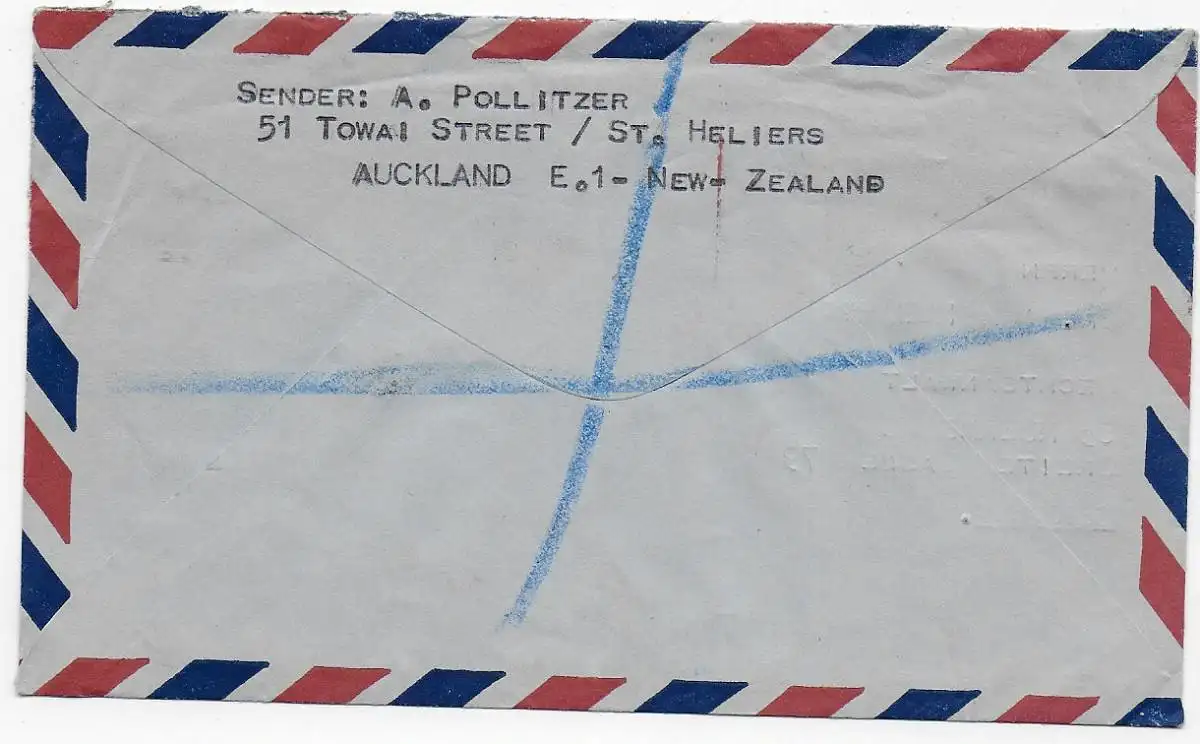 SENDER: A. POLLITZER
51 TOWAI STREET / ST. HELIERS
AUCKLAND E.1- NEW- ZEALAND